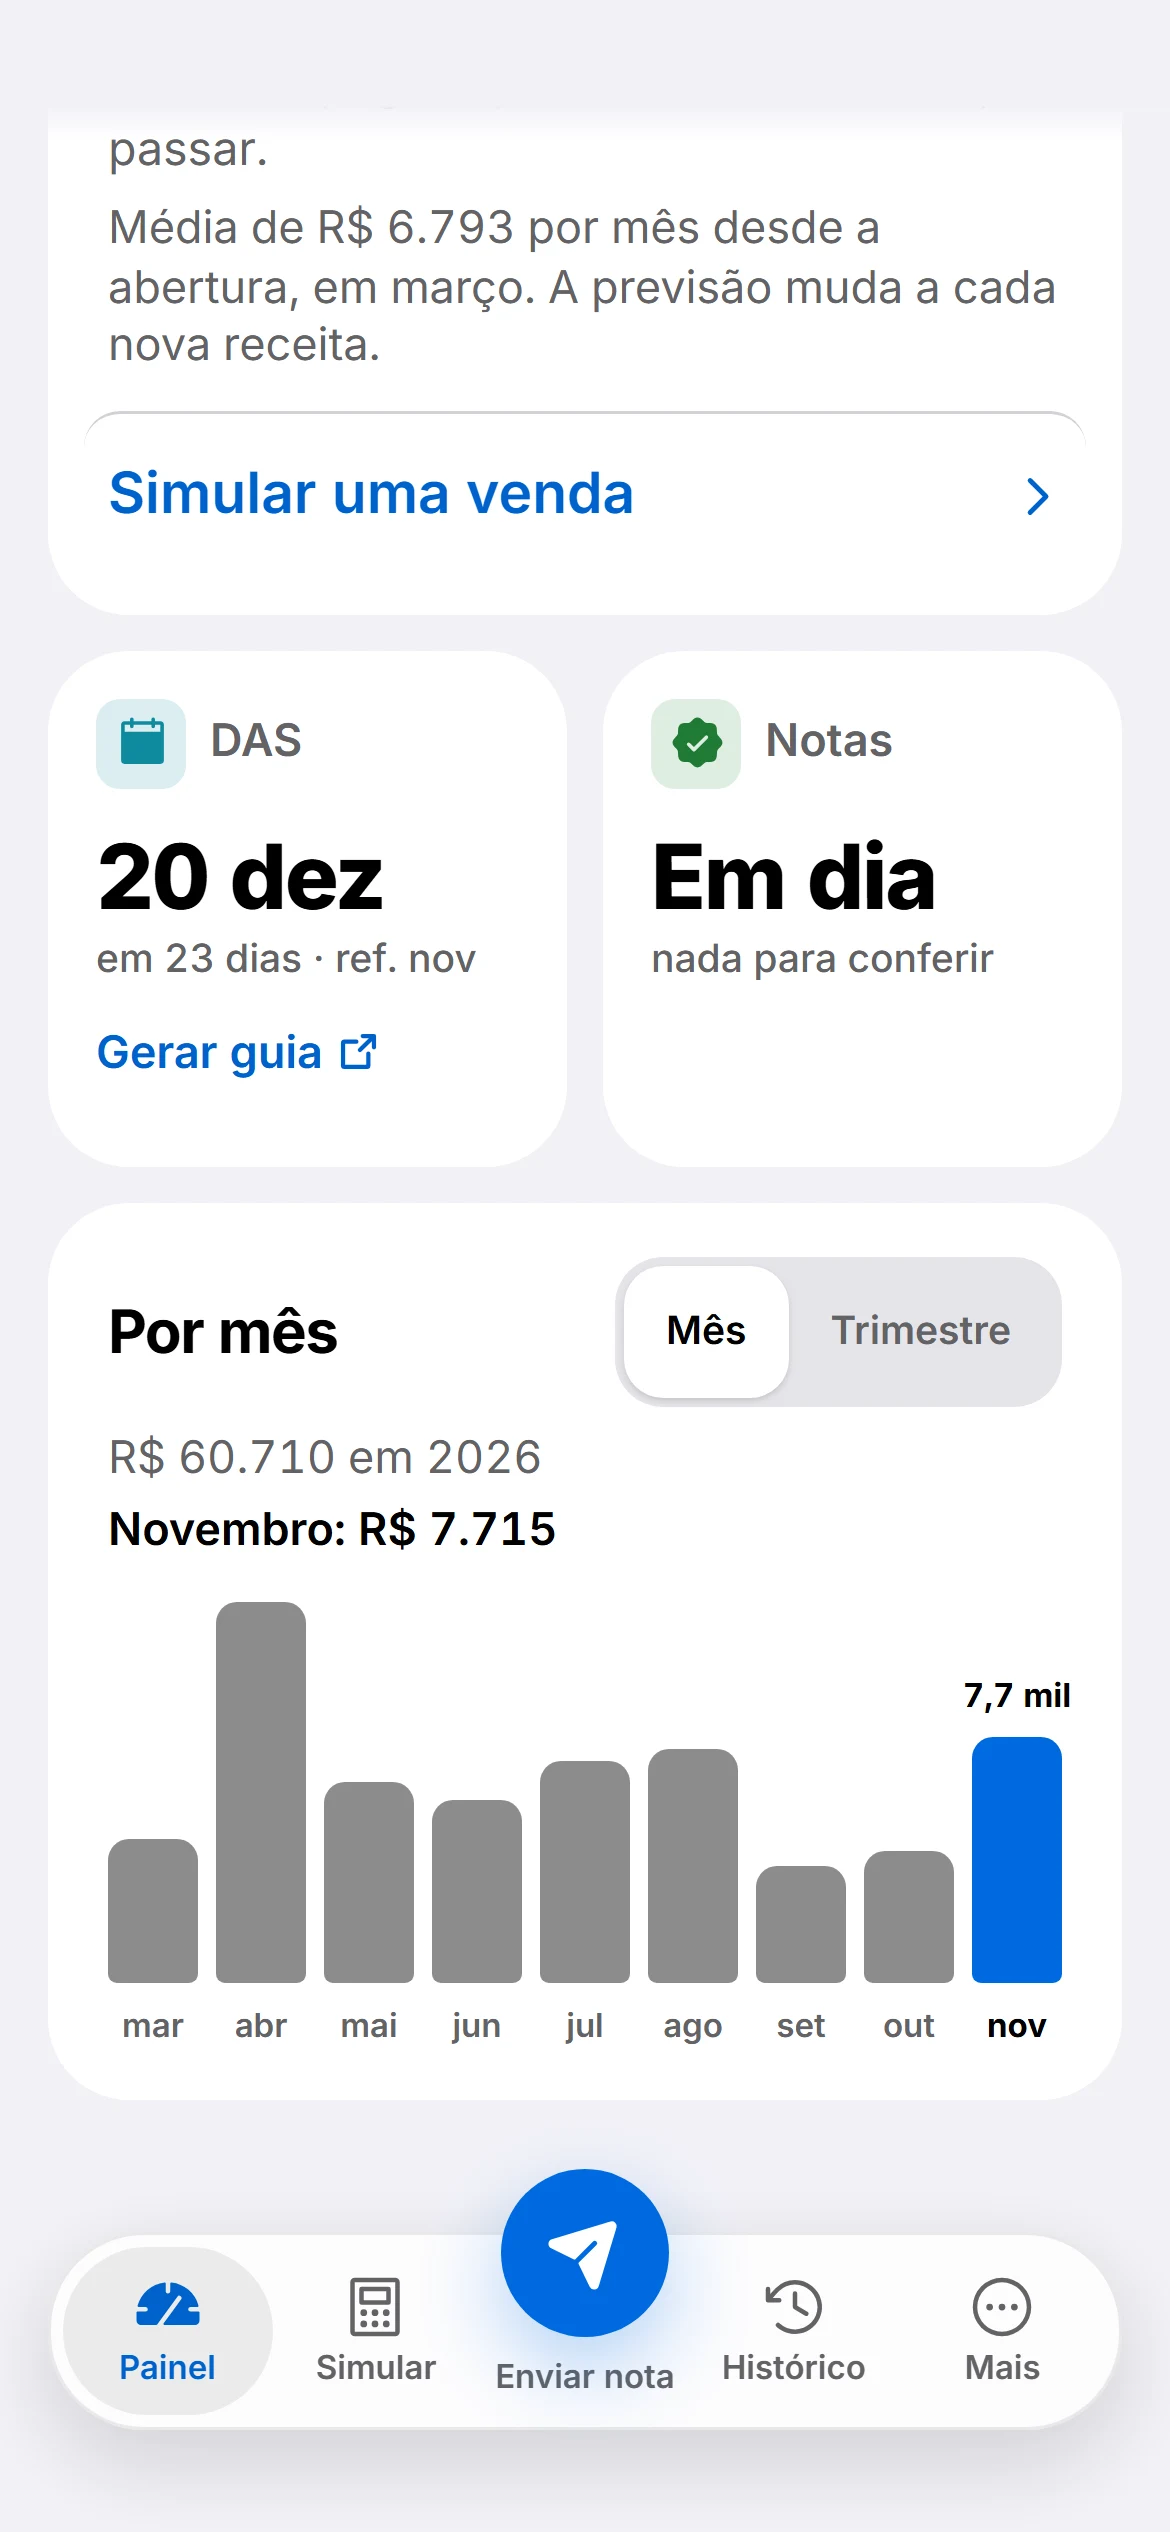 passar.
Média de R$ 6.793 por mês desde a
abertura, em março. A previsão muda a cada
nova receita.
Simular uma venda
DAS
20 dez
em 23 dias · ref. nov
Gerar guia
Notas
Em dia
nada para conferir
Por mês
Mês
Trimestre
R$ 60.710 em 2026
Novembro: R$ 7.715
7,7 mil
mar abr mai jun jul ago set out nov
Painel
Simular
Enviar nota
Histórico
Mais